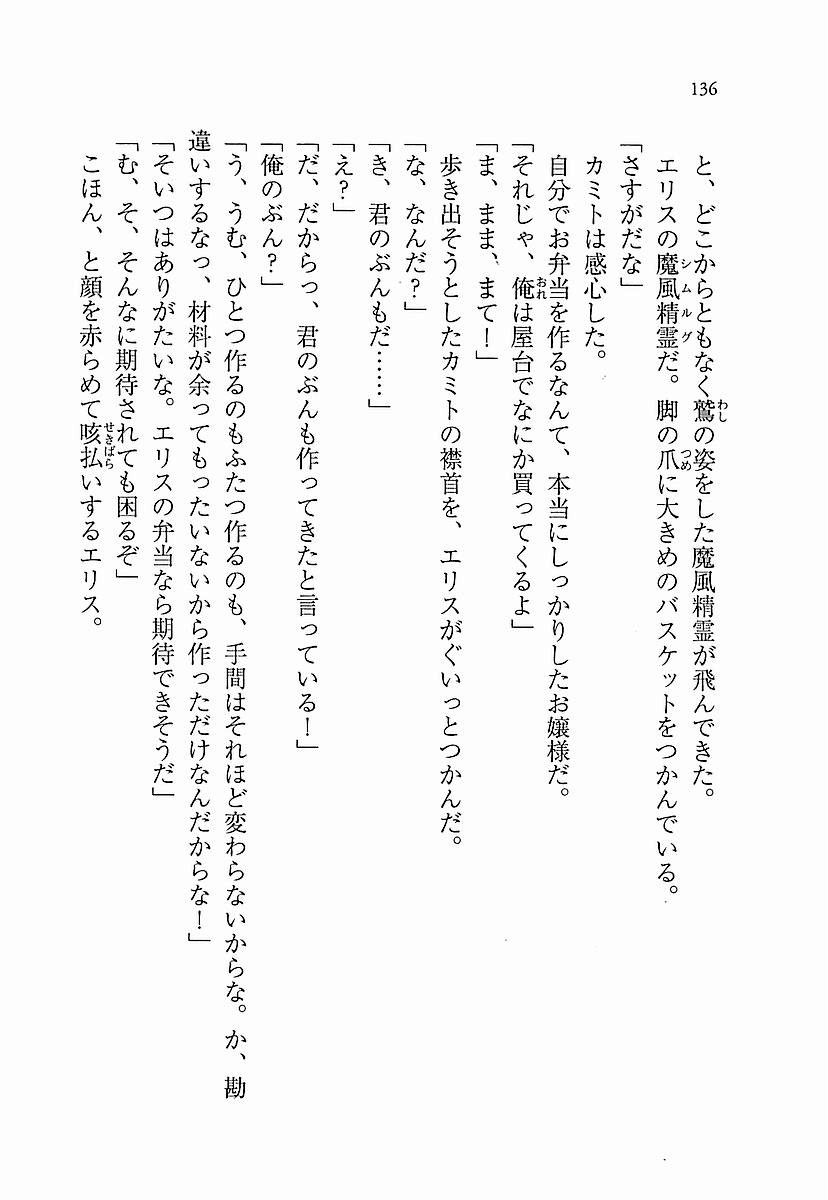 136
と、どこからともなく鷲の姿をした魔風精霊が飛んできた。
エリスの魔風精霊だ。脚の爪に大きめのバスケットをつかんでいる。
「さすがだな」
カミトは感心した。
自分でお弁当を作るなんて、本当にしっかりしたお嬢様だ。
「それじゃ、俺は屋台でなにか買ってくるよ」
「ま、まま、まて！」
歩き出そうとしたカミトの襟首を、エリスがぐいっとつかんだ。
「な、なんだ？」
「き、君のぶんもだ……」
「え？」
「だ、だからっ、君のぶんも作ってきたと言っている！」
「俺のぶん？」
「う、うむ、ひとつ作るのもふたつ作るのも、手間はそれほど変わらないからな。か、勘
違いするなっ、材料が余ってもったいないから作っただけなんだからな！」
「そいつはありがたいな。エリスの弁当なら期待できそうだ」
「む、そ、そんなに期待されても困るぞ」
こほん、と顔を赤らめて咳払いするエリス。